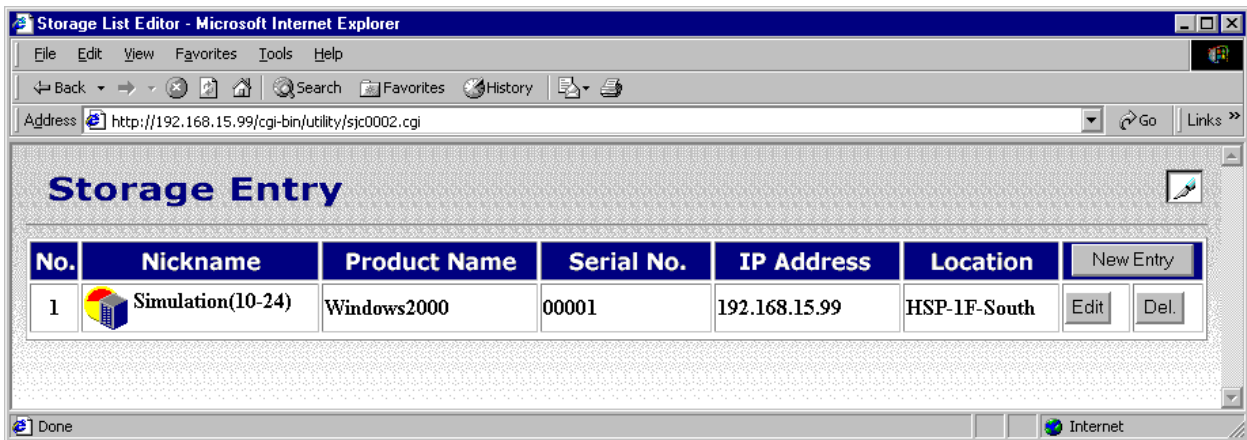 Storage List Editor - Microsoft Internet Explorer
File Edit View Favorites Tools Help
Back Search Favorites History
Address http://192.168.15.99/cgi-bin/utility/sjc0002.cgi Go Links »
Storage Entry
No. Nickname Product Name Serial No. IP Address Location New Entry
1 Simulation(10-24) Windows2000 00001 192.168.15.99 HSP-1F-South Edit Del.
Done Internet